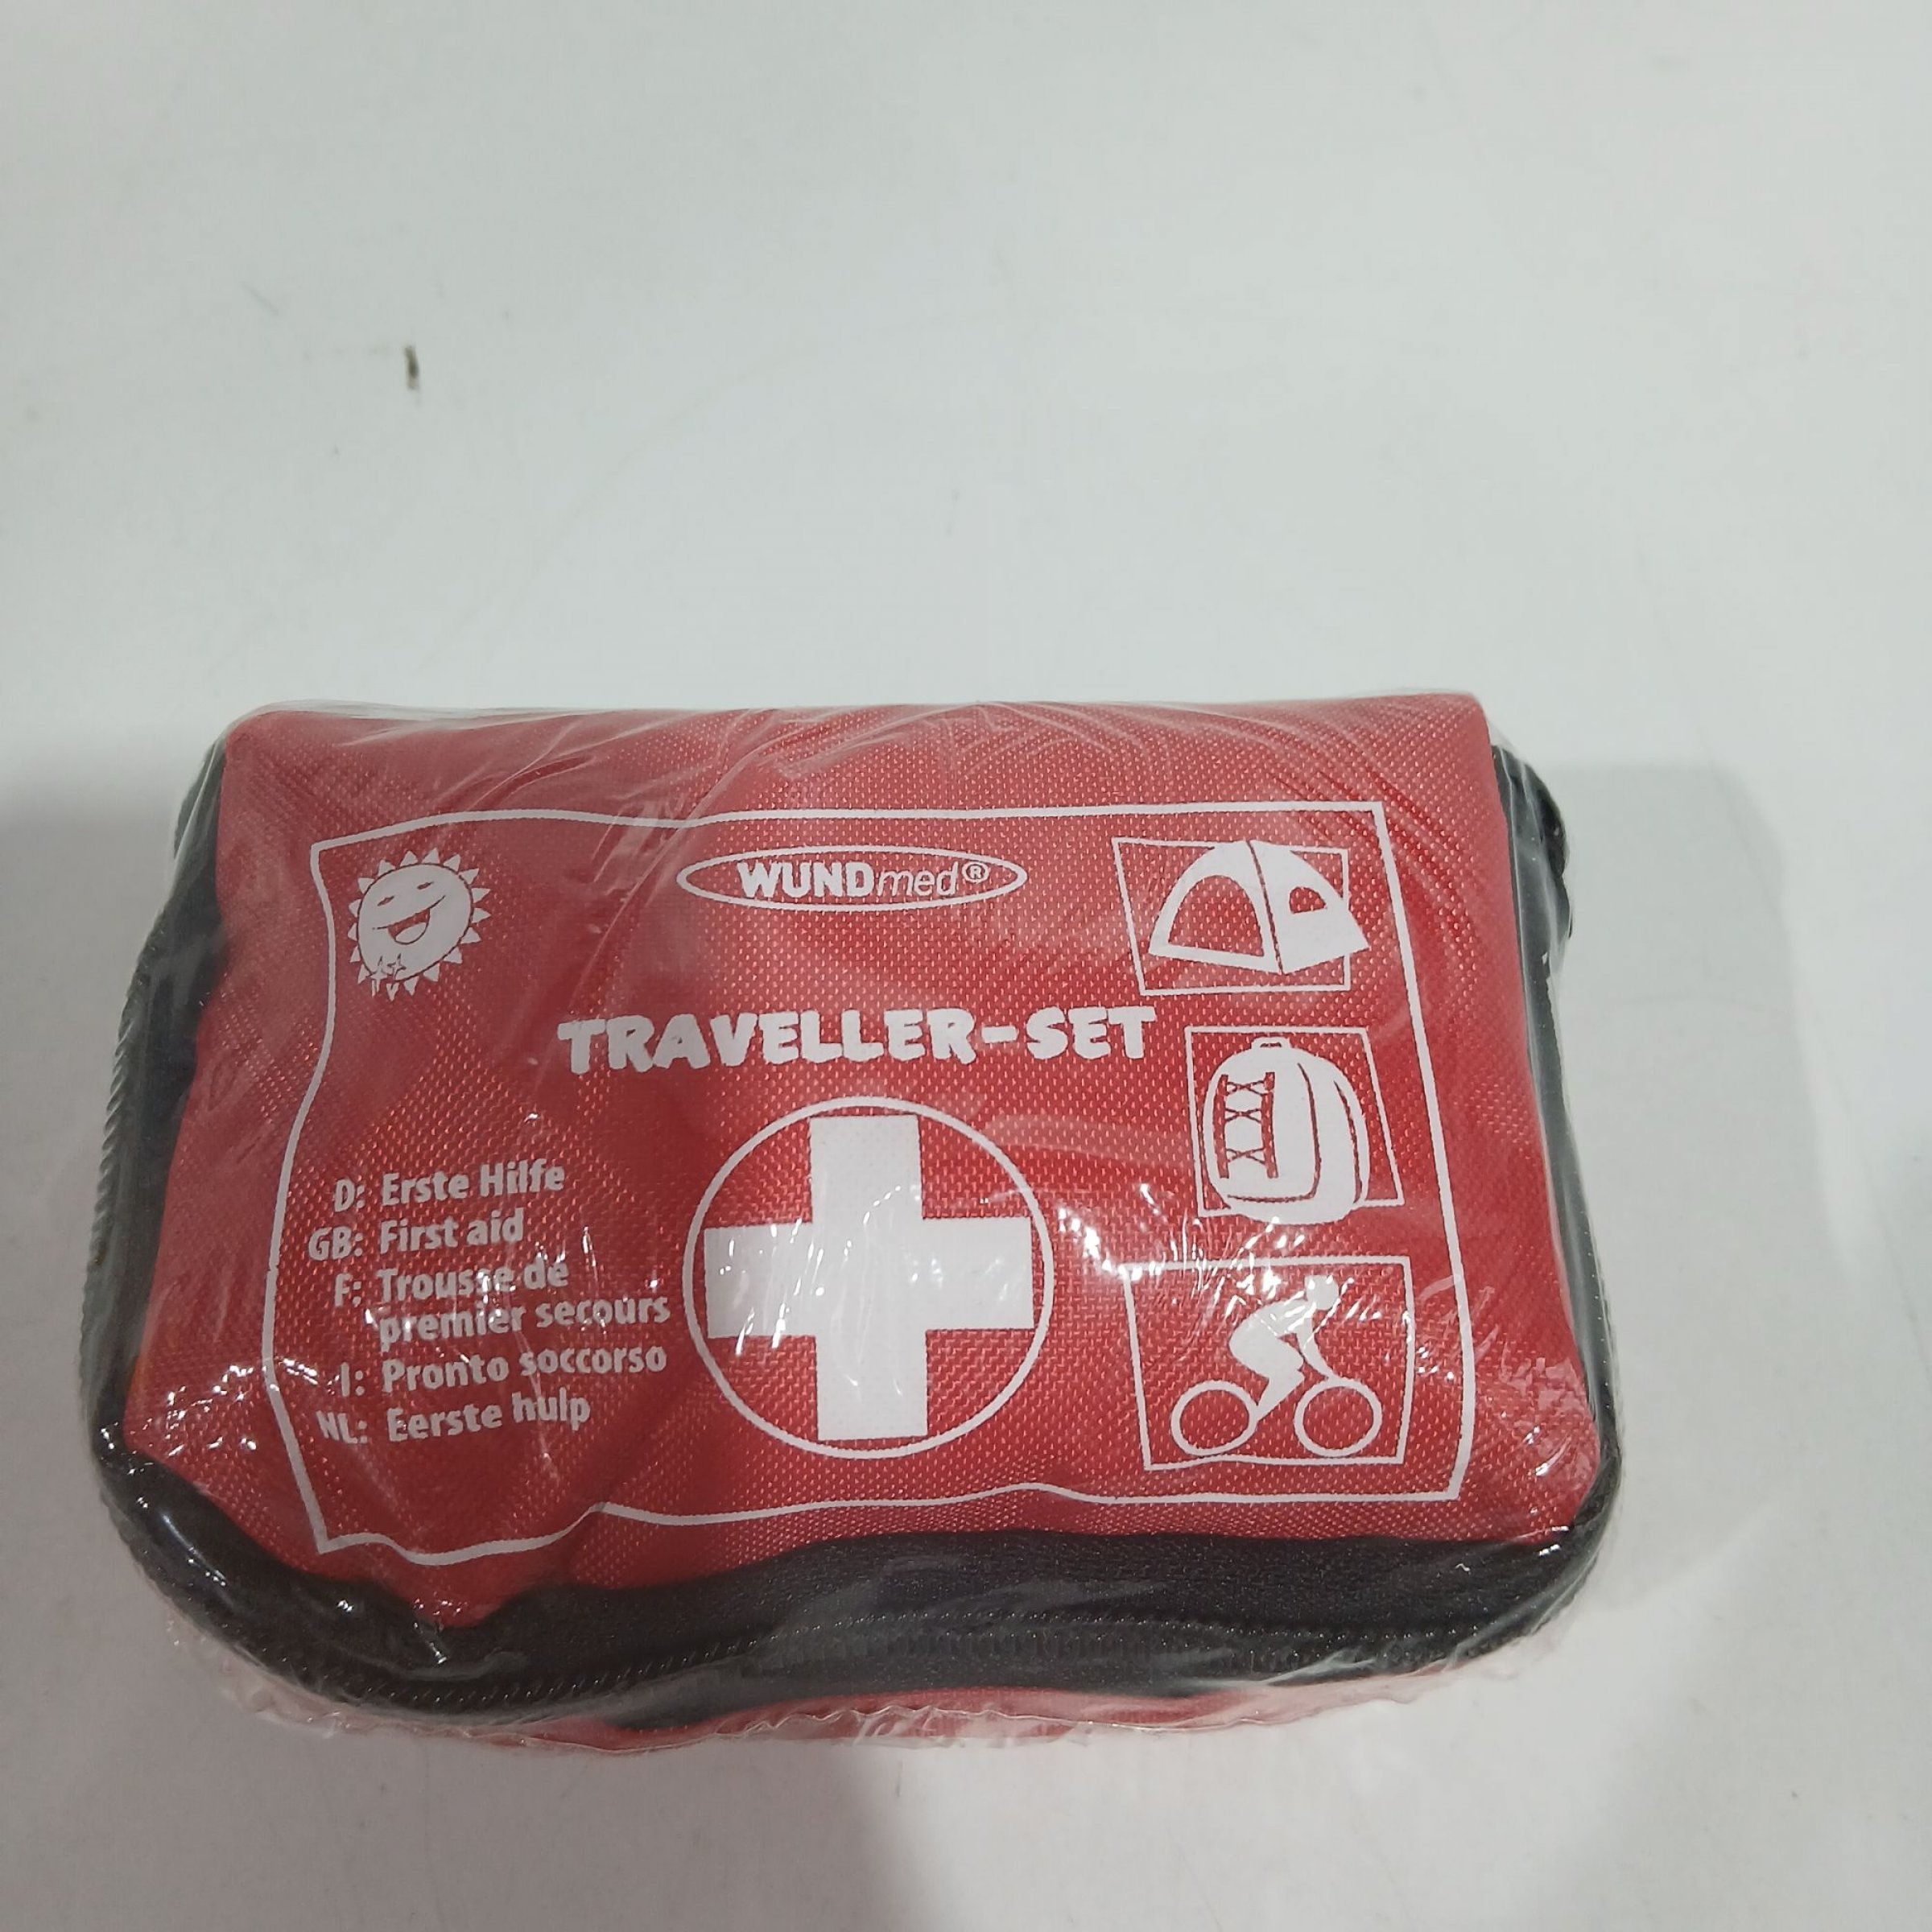 WUNDmed®
TRAVELLER-SET
D: Erste Hilfe
GB: First aid
F: Trousse de
premier secours
I: Pronto soccorso
NL: Eerste hulp